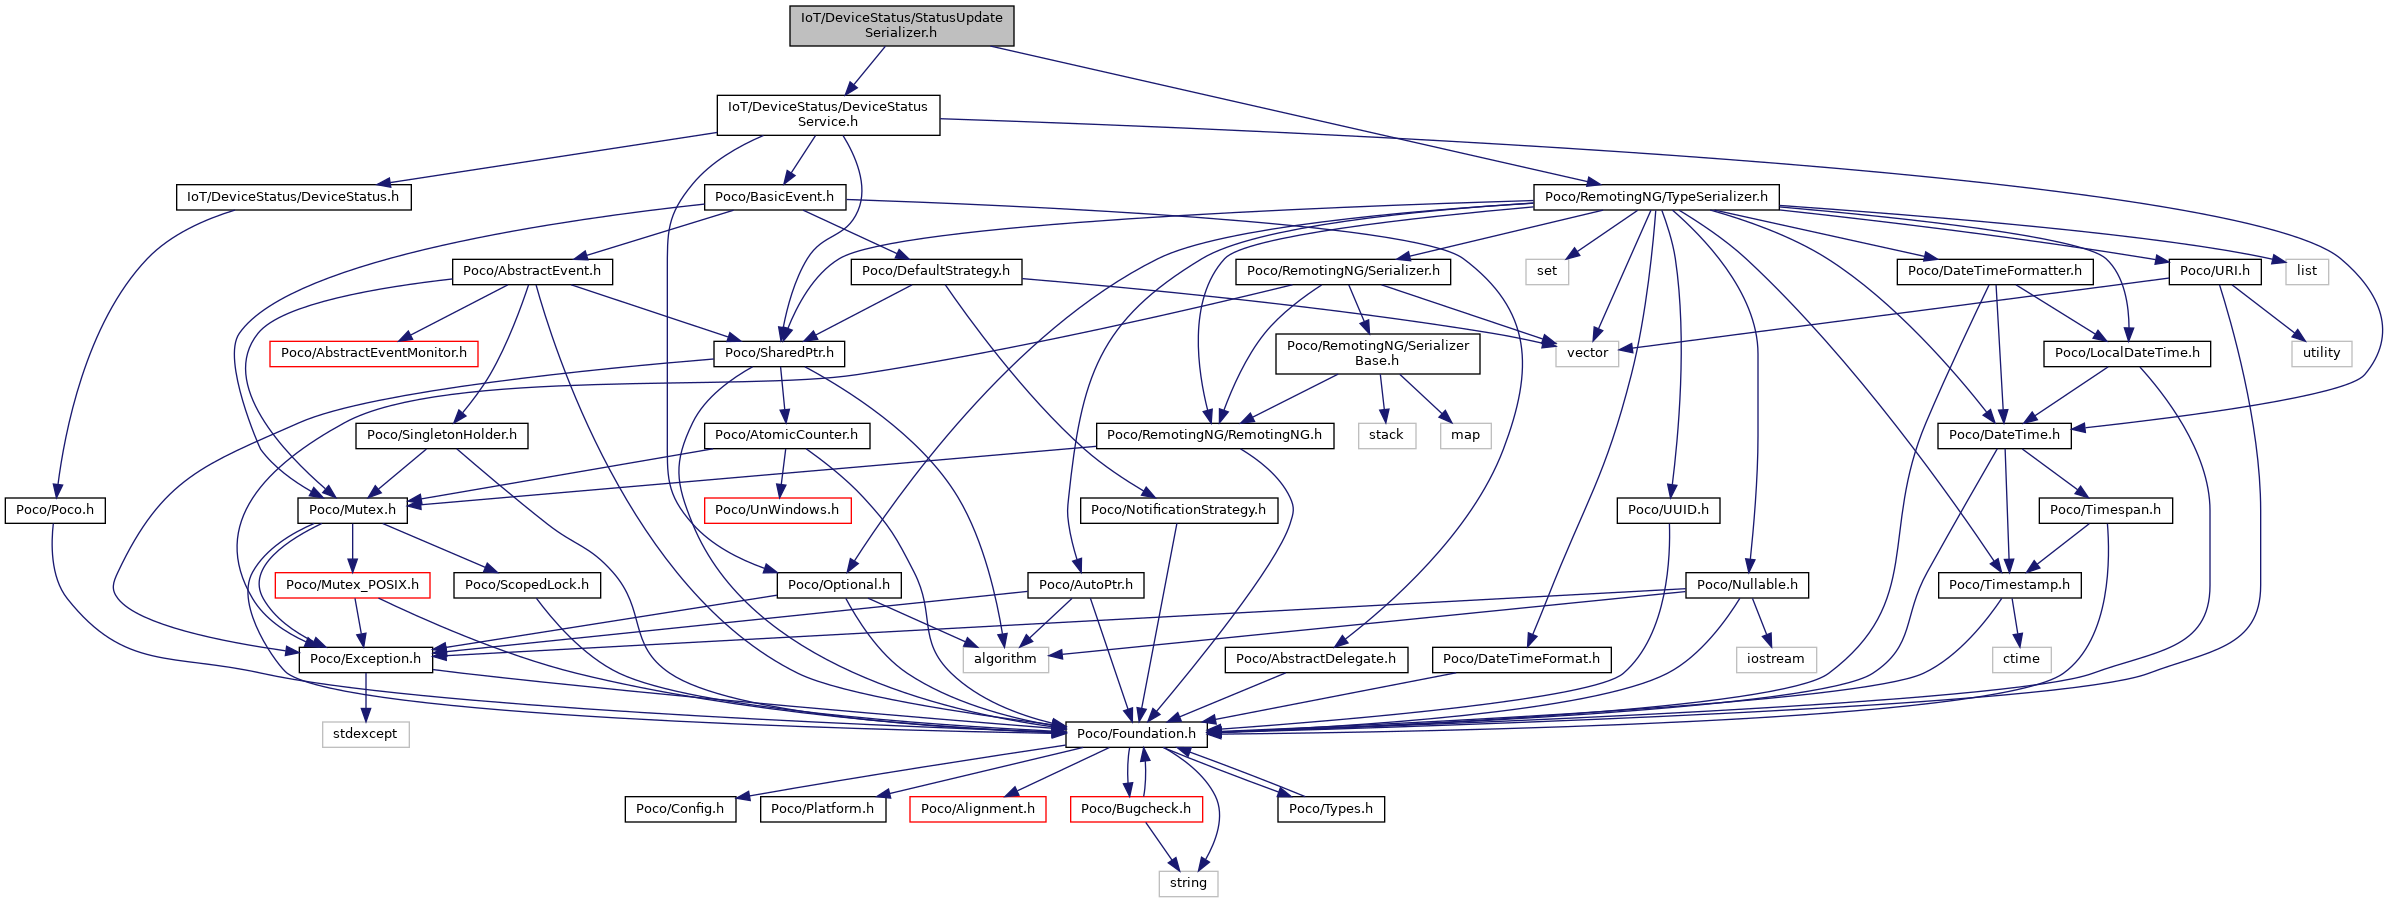 IoT/DeviceStatus/StatusUpdate
Serializer.h
IoT/DeviceStatus/DeviceStatus
Service.h
IoT/DeviceStatus/DeviceStatus.h
Poco/BasicEvent.h
Poco/RemotingNG/TypeSerializer.h
Poco/AbstractEvent.h
Poco/DefaultStrategy.h
Poco/RemotingNG/Serializer.h
set
Poco/DateTimeFormatter.h
Poco/URI.h
list
Poco/AbstractEventMonitor.h
Poco/SharedPtr.h
Poco/RemotingNG/Serializer
Base.h
vector
Poco/LocalDateTime.h
utility
Poco/SingletonHolder.h
Poco/AtomicCounter.h
Poco/RemotingNG/RemotingNG.h
stack
map
Poco/DateTime.h
Poco/Poco.h
Poco/Mutex.h
Poco/UnWindows.h
Poco/NotificationStrategy.h
Poco/UUID.h
Poco/Timespan.h
Poco/Mutex_POSIX.h
Poco/ScopedLock.h
Poco/Optional.h
Poco/AutoPtr.h
Poco/Nullable.h
Poco/Timestamp.h
Poco/Exception.h
algorithm
Poco/AbstractDelegate.h
Poco/DateTimeFormat.h
iostream
ctime
stdexcept
Poco/Foundation.h
Poco/Config.h
Poco/Platform.h
Poco/Alignment.h
Poco/Bugcheck.h
Poco/Types.h
string